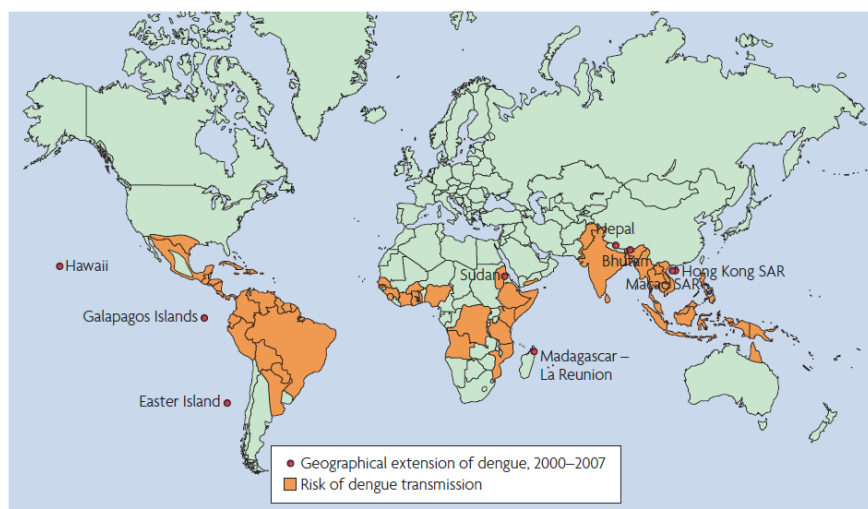 Nepal
Hawaii
Sudan
Bhutan
Hong Kong SAR
Macao SAR
Galapagos Islands
Madagascar –
La Reunion
Easter Island
Geographical extension of dengue, 2000–2007
Risk of dengue transmission